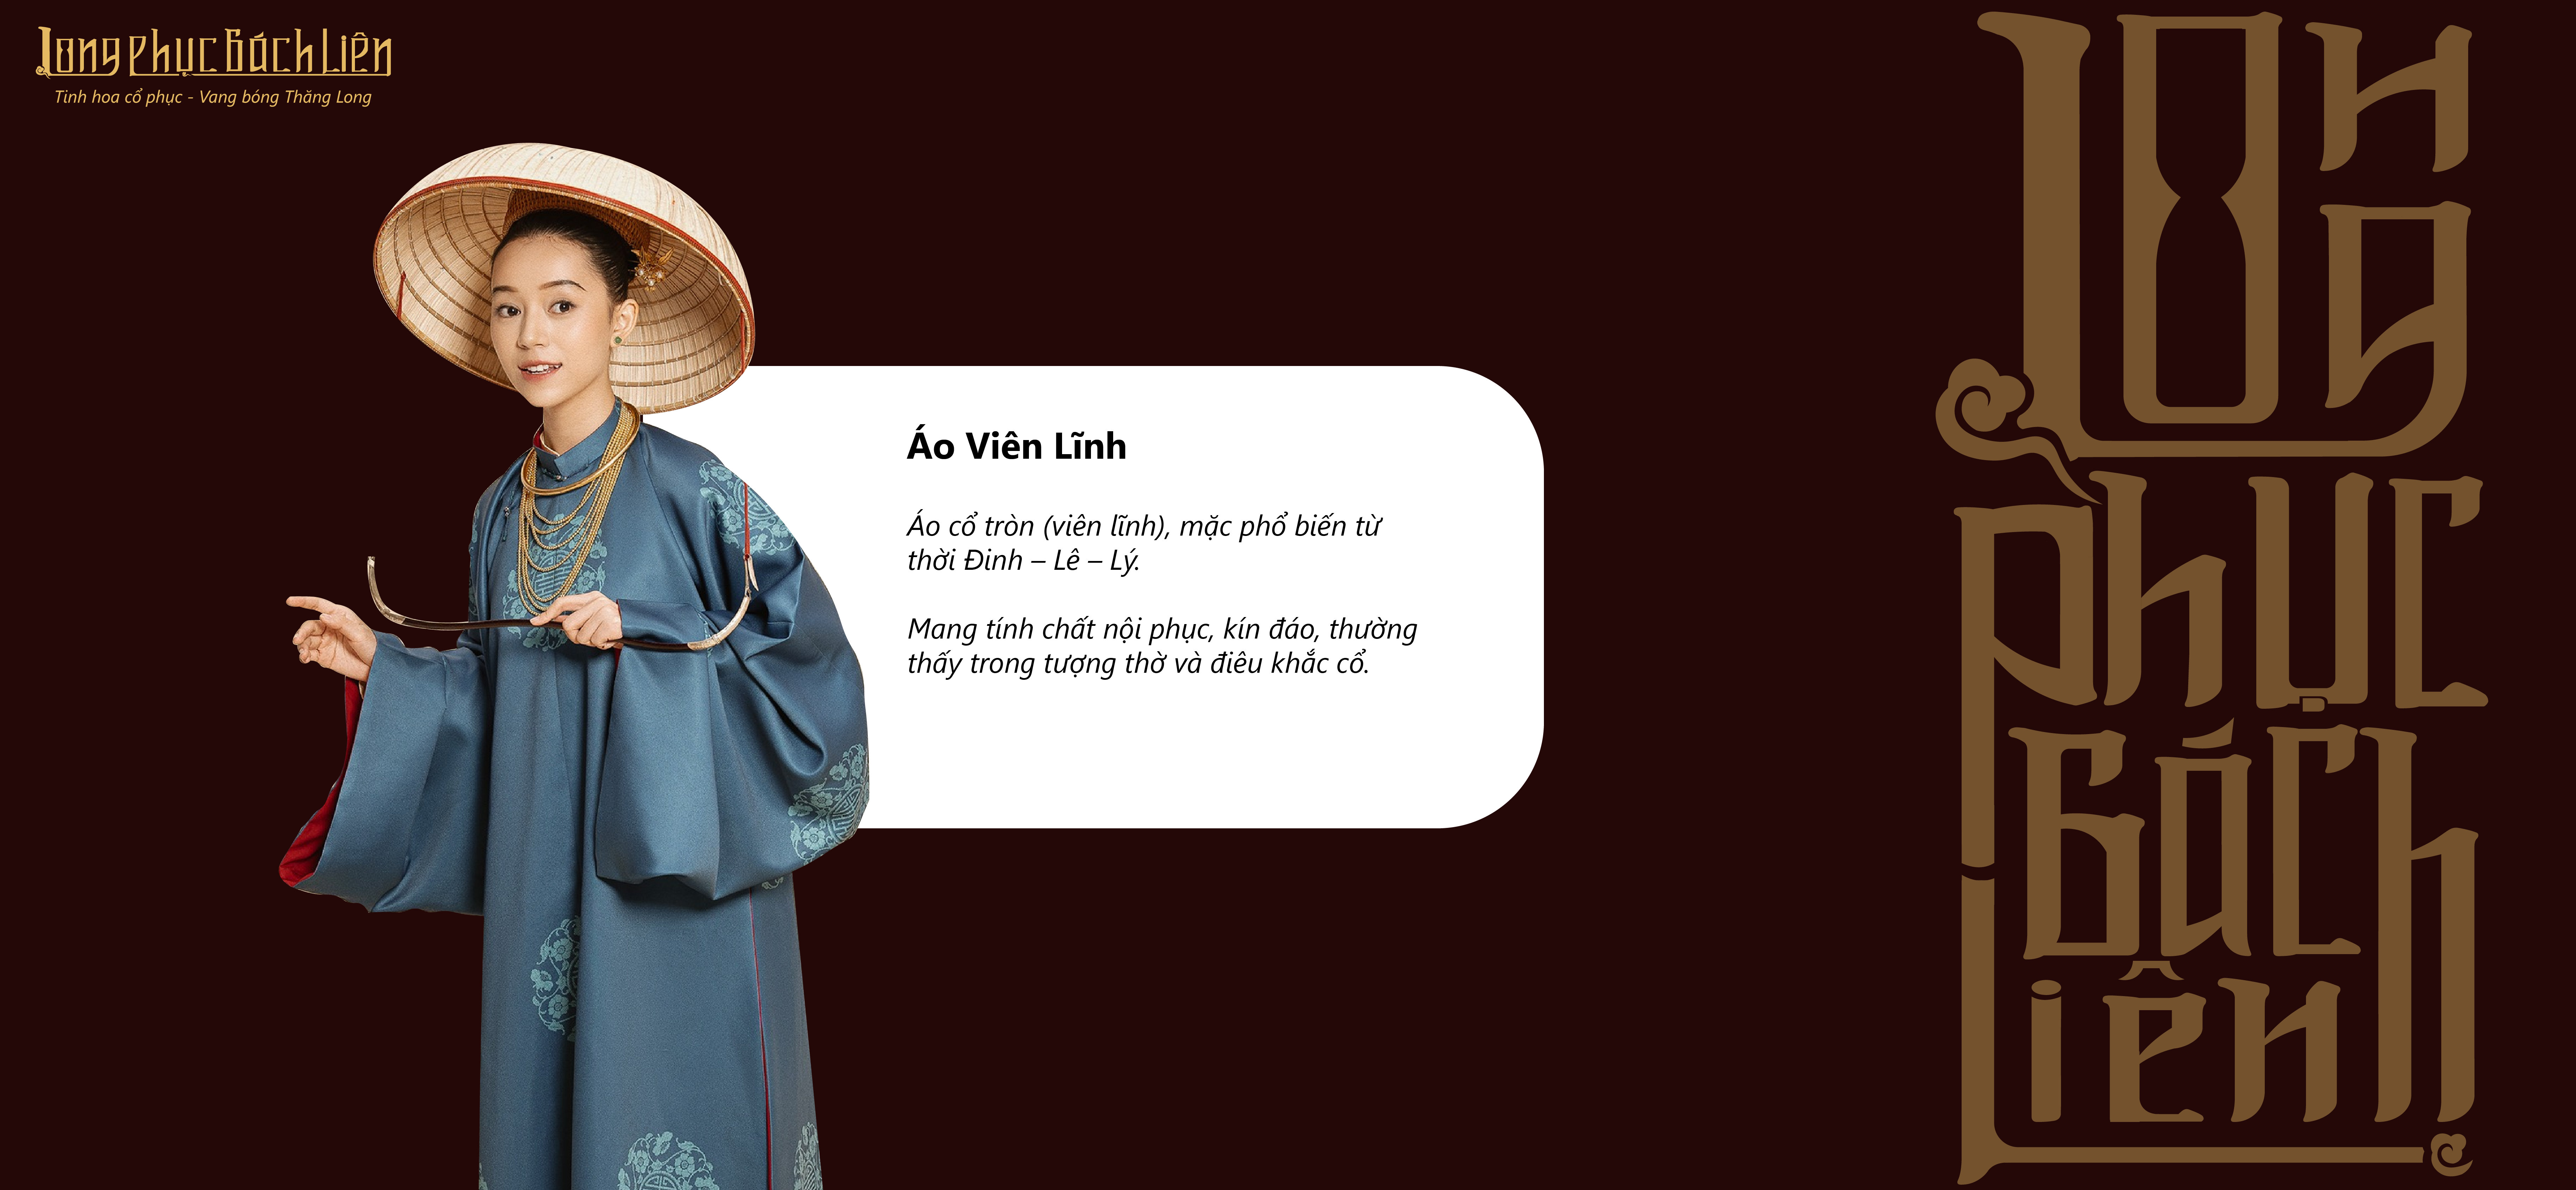 Long Phục Bách Liên
Tinh hoa cổ phục - Vang bóng Thăng Long
Áo Viên Lĩnh
Áo cổ tròn (viên lĩnh), mặc phổ biến từ
thời Đinh – Lê – Lý.
Mang tính chất nội phục, kín đáo, thường
thấy trong tượng thờ và điêu khắc cổ.
Long
Phục
Bách
Liên